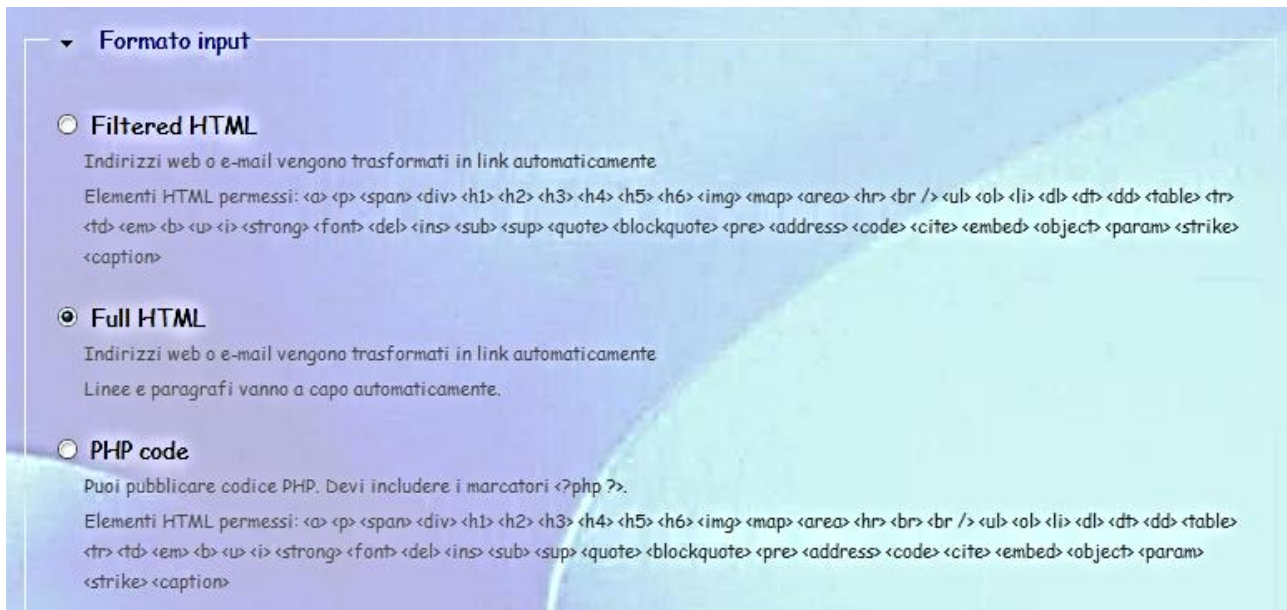 Formato input
Filtered HTML
Indirizzi web o e-mail vengono trasformati in link automaticamente
Elementi HTML permessi: <a> <p> <span> <div> <h1> <h2> <h3> <h4> <h5> <h6> <img> <map> <area> <hr> <br /> <ul> <ol> <li> <dl> <dt> <dd> <table> <tr>
<td> <em> <b> <u> <i> <strong> <font> <del> <ins> <sub> <sup> <quote> <blockquote> <pre> <address> <code> <cite> <embed> <object> <param> <strike>
<caption>
Full HTML
Indirizzi web o e-mail vengono trasformati in link automaticamente
Linee e paragrafi vanno a capo automaticamente.
PHP code
Puoi pubblicare codice PHP. Devi includere i marcatori <?php ?>.
Elementi HTML permessi: <a> <p> <span> <div> <h1> <h2> <h3> <h4> <h5> <h6> <img> <map> <area> <hr> <br> <br /> <ul> <ol> <li> <dl> <dt> <dd> <table>
<tr> <td> <em> <b> <u> <i> <strong> <font> <del> <ins> <sub> <sup> <quote> <blockquote> <pre> <address> <code> <cite> <embed> <object> <param>
<strike> <caption>